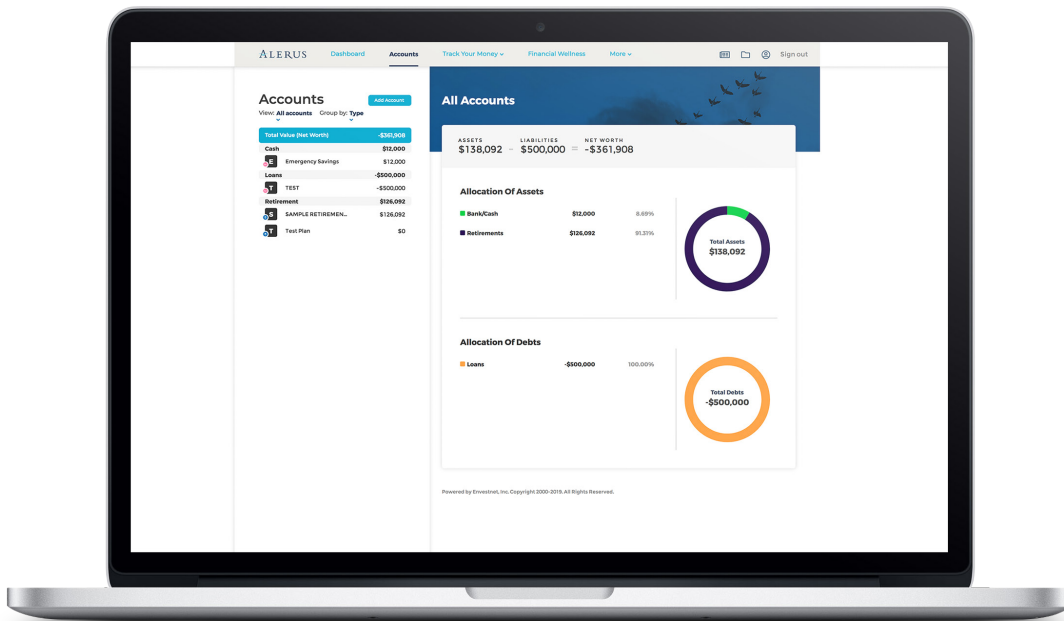 ALERUS Dashboard Accounts Track Your Money Financial Wellness More Sign out
Accounts Add Account
View: All accounts Group by: Type
Total Value (Net Worth) -$361,908
Cash $12,000
E Emergency Savings $12,000
Loans -$500,000
T TEST -$500,000
Retirement $126,092
S SAMPLE RETIREMEN... $126,092
T Test Plan $0
All Accounts
ASSETS LIABILITIES NET WORTH
$138,092 - $500,000 = -$361,908
Allocation Of Assets
Bank/Cash $12,000 8.69%
Retirements $126,092 91.31%
Total Assets
$138,092
Allocation Of Debts
Loans -$500,000 100.00%
Total Debts
-$500,000
Powered by Envestnet, Inc. Copyright 2000-2019. All Rights Reserved.